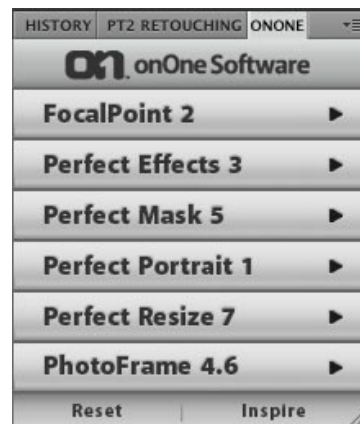 HISTORY PT2 RETOUCHING ONONE
on onOne Software
FocalPoint 2
Perfect Effects 3
Perfect Mask 5
Perfect Portrait 1
Perfect Resize 7
PhotoFrame 4.6
Reset | Inspire